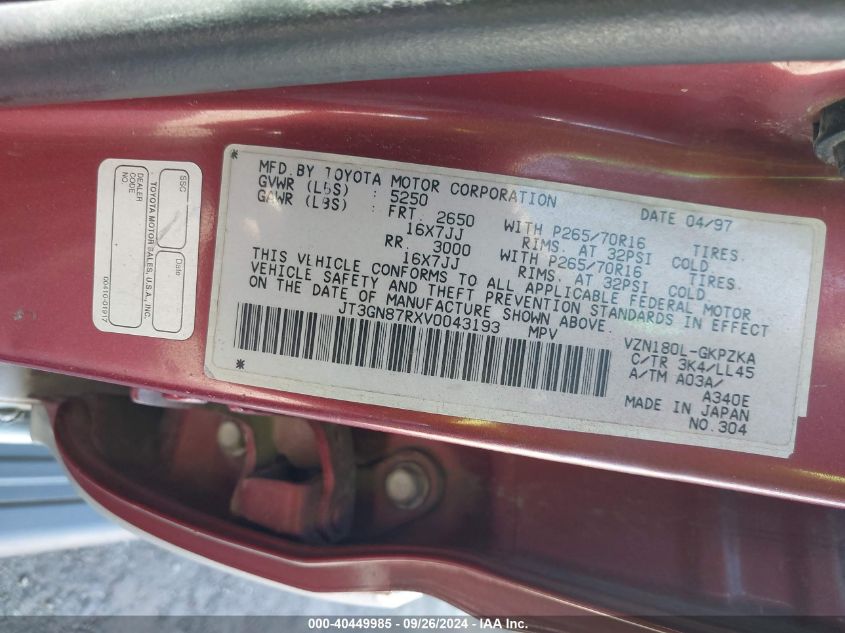 SSC
Date
Date
TOYOTA MOTOR SALES, U.S.A., INC.
DEALER
CODE
NO.
00410-01917
MFD.BY TOYOTA MOTOR CORPORATION DATE 04/97
GVWR (LBS) : 5250
GAWR (LBS) : FRT. 2650 WITH P265/70R16 TIRES.
16X7JJ RIMS. AT 32PSI COLD
RR. 3000 WITH P265/70R16 TIRES.
16X7JJ RIMS. AT 32PSI COLD
THIS VEHICLE CONFORMS TO ALL APPLICABLE FEDERAL MOTOR
VEHICLE SAFETY AND THEFT PREVENTION STANDARDS IN EFFECT
ON THE DATE OF MANUFACTURE SHOWN ABOVE.
JT3GN87RXV0043193 MPV
VZN180L-GKPZKA
C/TR 3K4/LL45
A/TM A03A/
A340E
MADE IN JAPAN
NO.304
000-40449985 - 09/26/2024 - IAA, Inc.